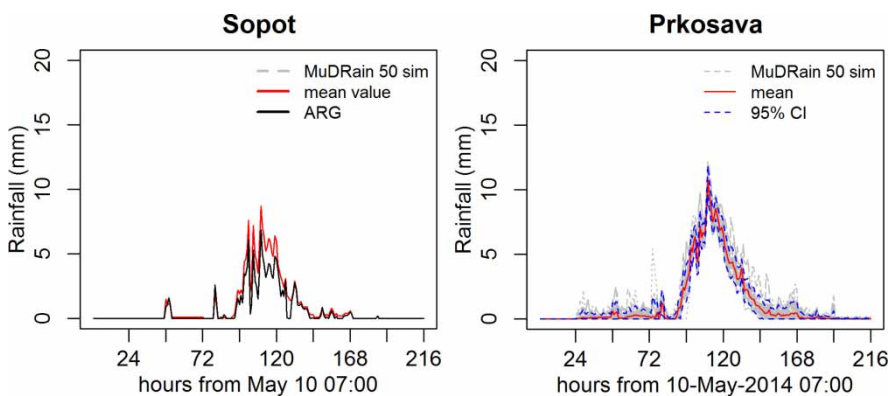 Sopot
Rainfall (mm)
20
15
10
5
0
MuDRain 50 sim
mean value
ARG
24 72 120 168 216
hours from May 10 07:00
Prkosava
Rainfall (mm)
20
15
10
5
0
MuDRain 50 sim
mean
95% CI
24 72 120 168 216
hours from 10-May-2014 07:00